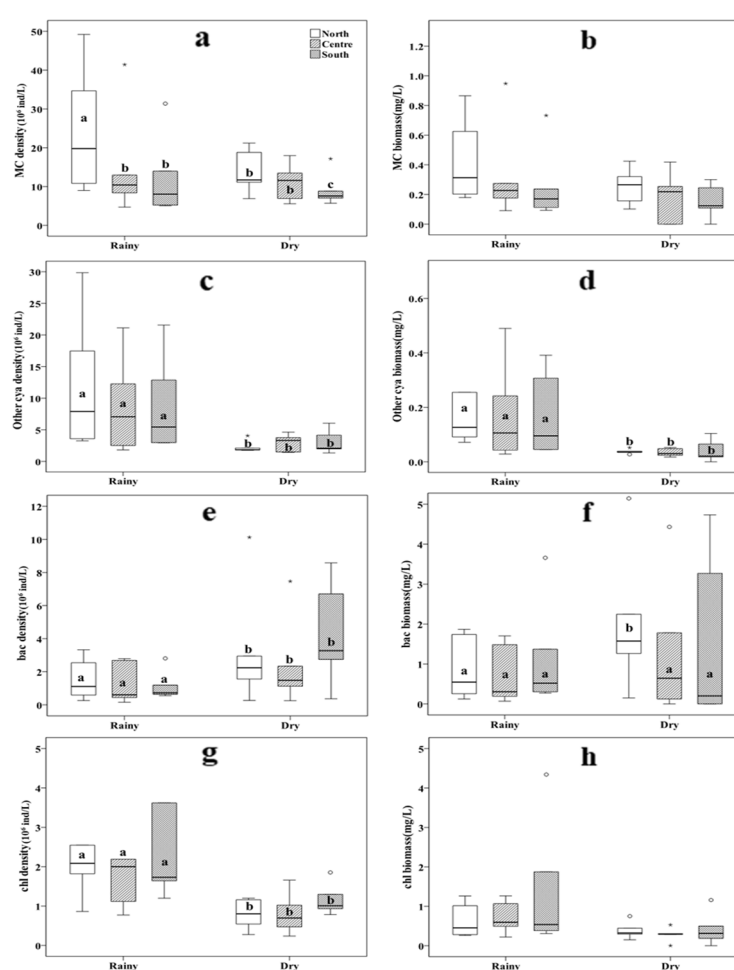 a
North
Centre
South
MC density(10⁶ ind/L)
50
40
30
20
10
0
a
b
b
b
b
c
Rainy
Dry
b
MC biomass(mg/L)
1.2
1.0
0.8
0.6
0.4
0.2
0.0
Rainy
Dry
c
Other cya density(10⁶ ind/L)
30
25
20
15
10
5
0
a
a
a
b
b
b
Rainy
Dry
d
Other cya biomass(mg/L)
0.6
0.4
0.2
0.0
a
a
a
b
b
b
Rainy
Dry
e
bac density(10⁶ ind/L)
12
10
8
6
4
2
0
a
a
a
b
b
b
Rainy
Dry
f
bac biomass(mg/L)
5
4
3
2
1
0
a
a
a
b
a
a
Rainy
Dry
g
chl density(10⁶ ind/L)
5
4
3
2
1
0
a
a
a
b
b
b
Rainy
Dry
h
chl biomass(mg/L)
5
4
3
2
1
0
Rainy
Dry